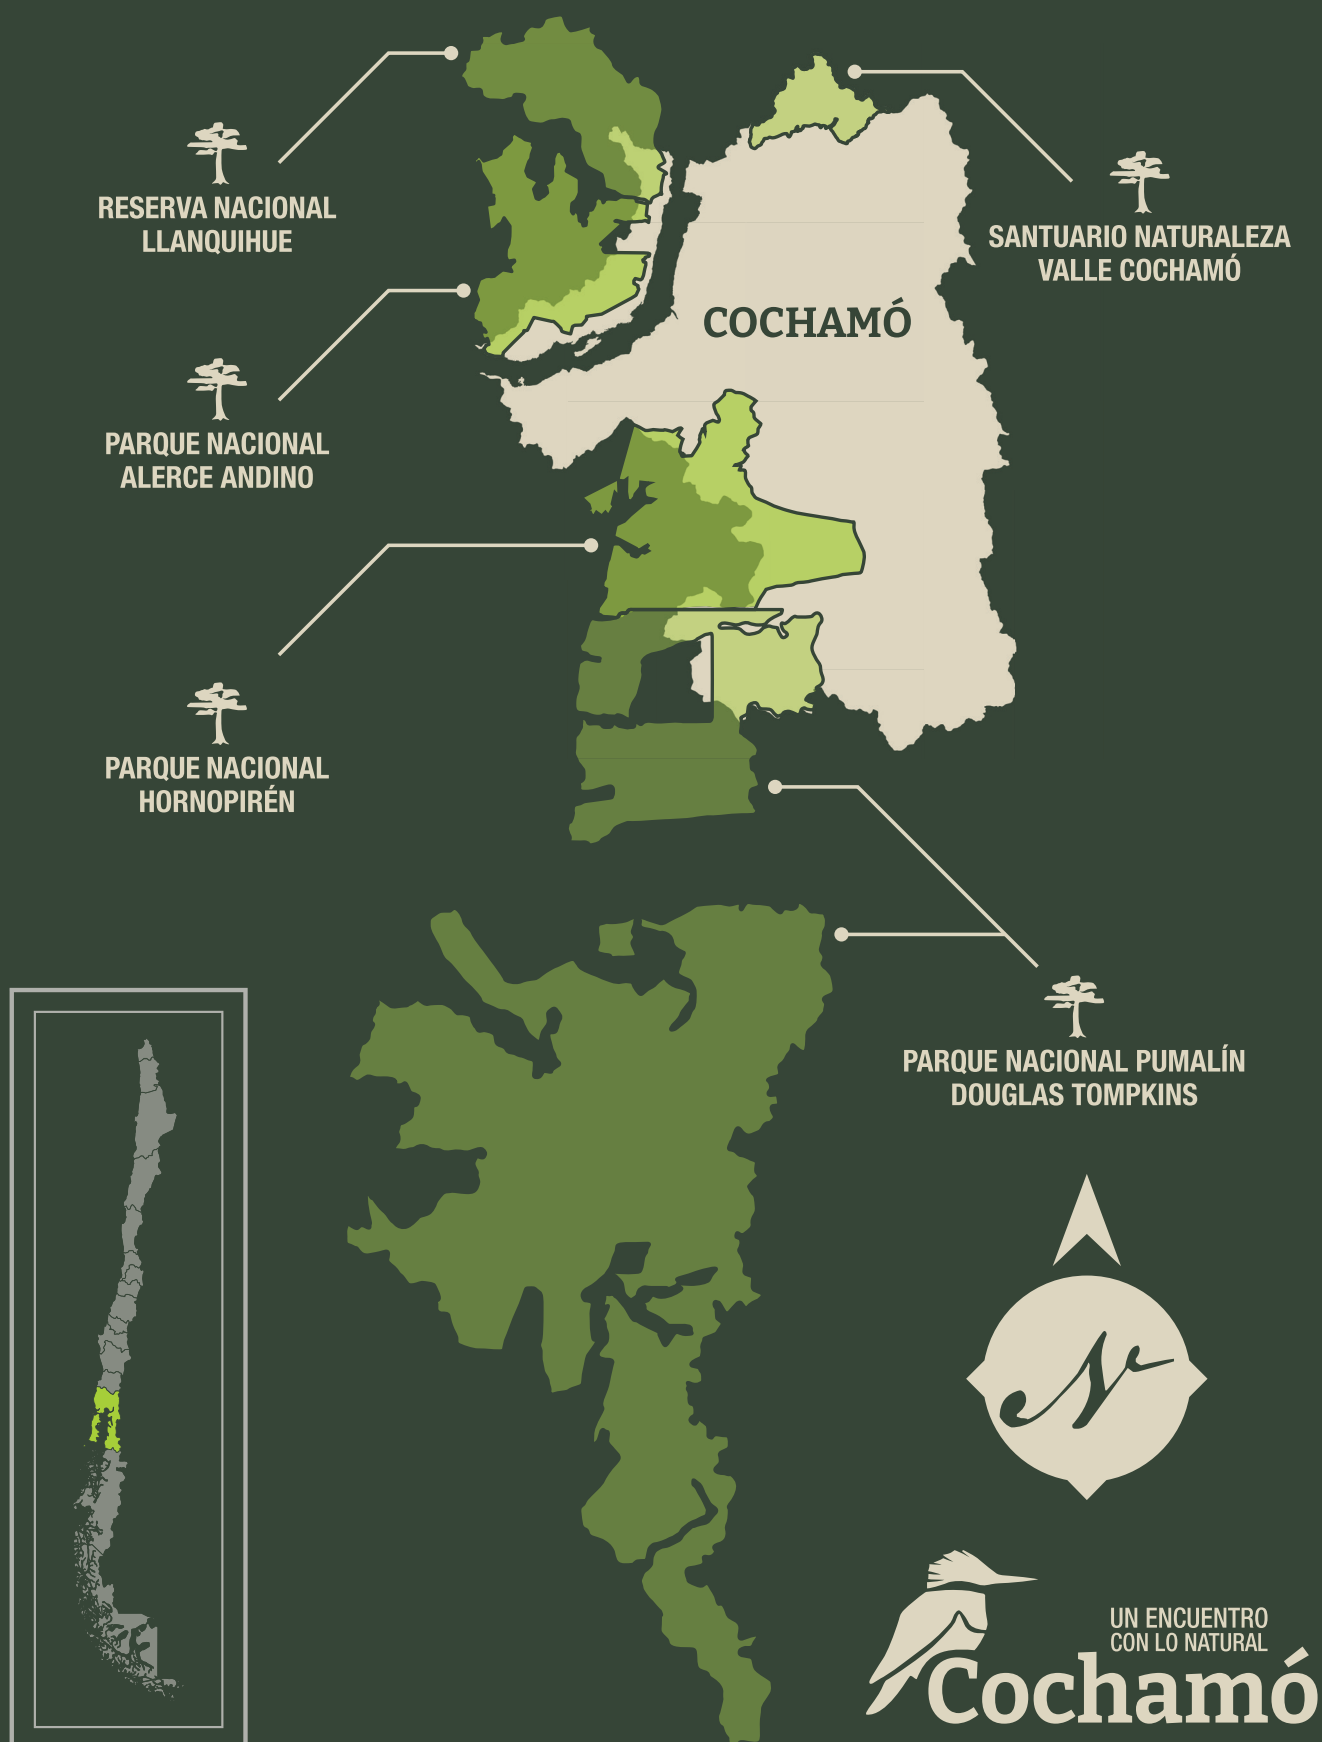 RESERVA NACIONAL
LLANQUIHUE
SANTUARIO NATURALEZA
VALLE COCHAMÓ
COCHAMÓ
PARQUE NACIONAL
ALERCE ANDINO
PARQUE NACIONAL
HORNOPIRÉN
PARQUE NACIONAL PUMALÍN
DOUGLAS TOMPKINS
N
UN ENCUENTRO
CON LO NATURAL
Cochamó